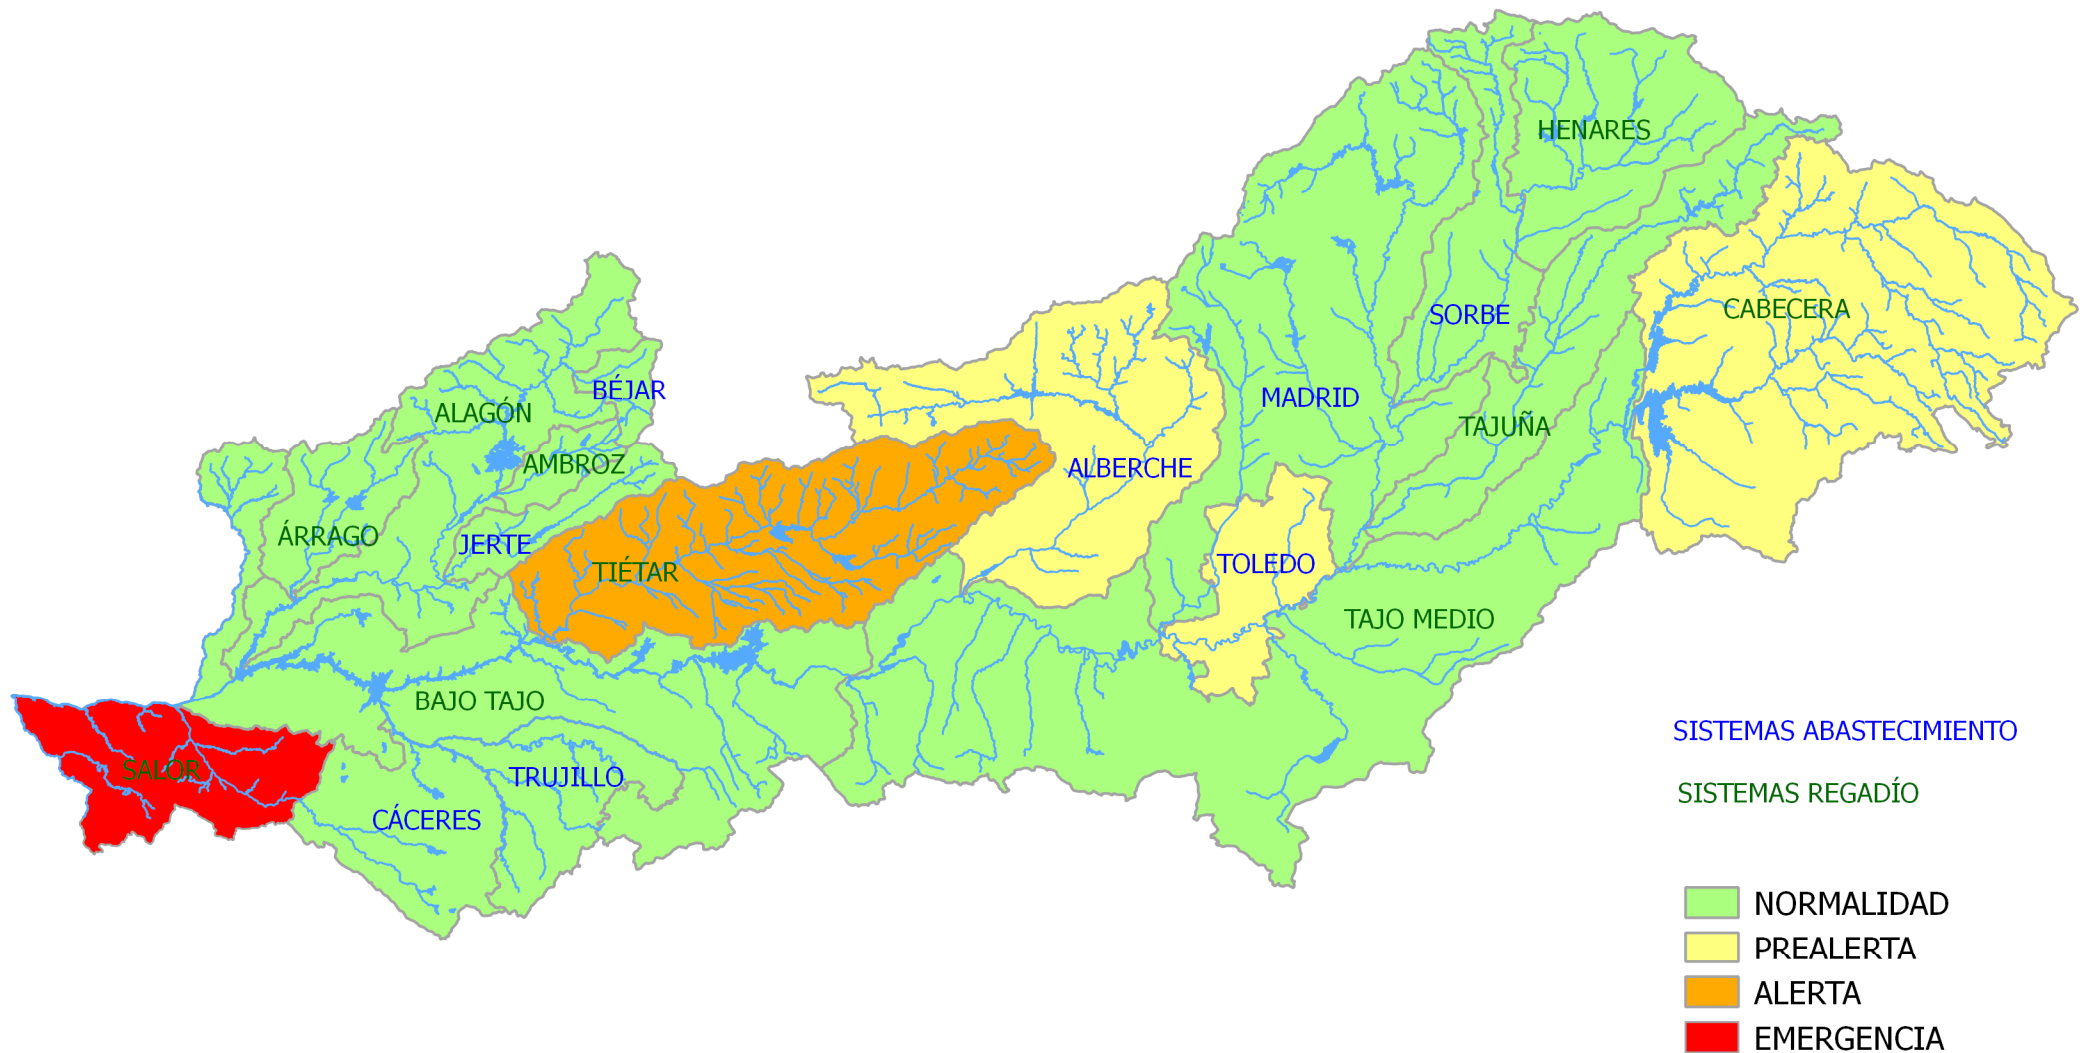 HENARES
CABECERA
SORBE
BÉJAR
MADRID
ALAGÓN
TAJUÑA
AMBROZ
ALBERCHE
ÁRRAGO
JERTE
TOLEDO
TIÉTAR
TAJO MEDIO
BAJO TAJO
SALOR
TRUJILLO
CÁCERES
SISTEMAS ABASTECIMIENTO
SISTEMAS REGADÍO
NORMALIDAD
PREALERTA
ALERTA
EMERGENCIA